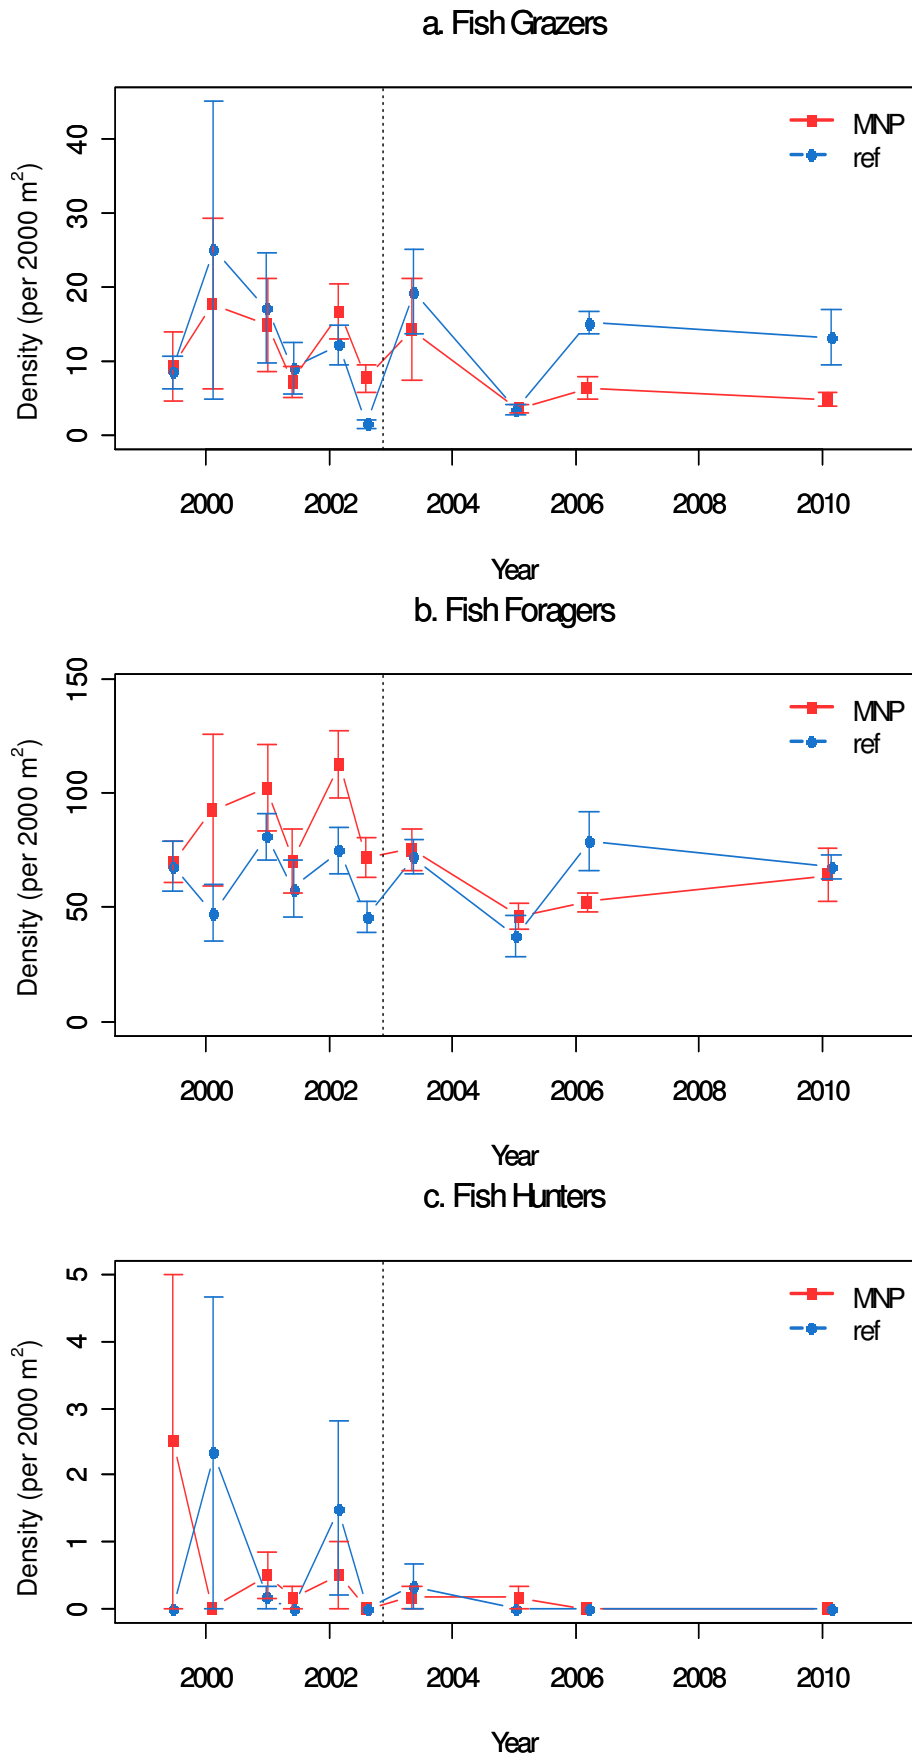 a. Fish Grazers
Density (per 2000 m²)
40
30
20
10
0
MNP
ref
2000 2002 2004 2006 2008 2010
Year
b. Fish Foragers
Density (per 2000 m²)
150
100
50
0
MNP
ref
2000 2002 2004 2006 2008 2010
Year
c. Fish Hunters
Density (per 2000 m²)
5
4
3
2
1
0
MNP
ref
2000 2002 2004 2006 2008 2010
Year